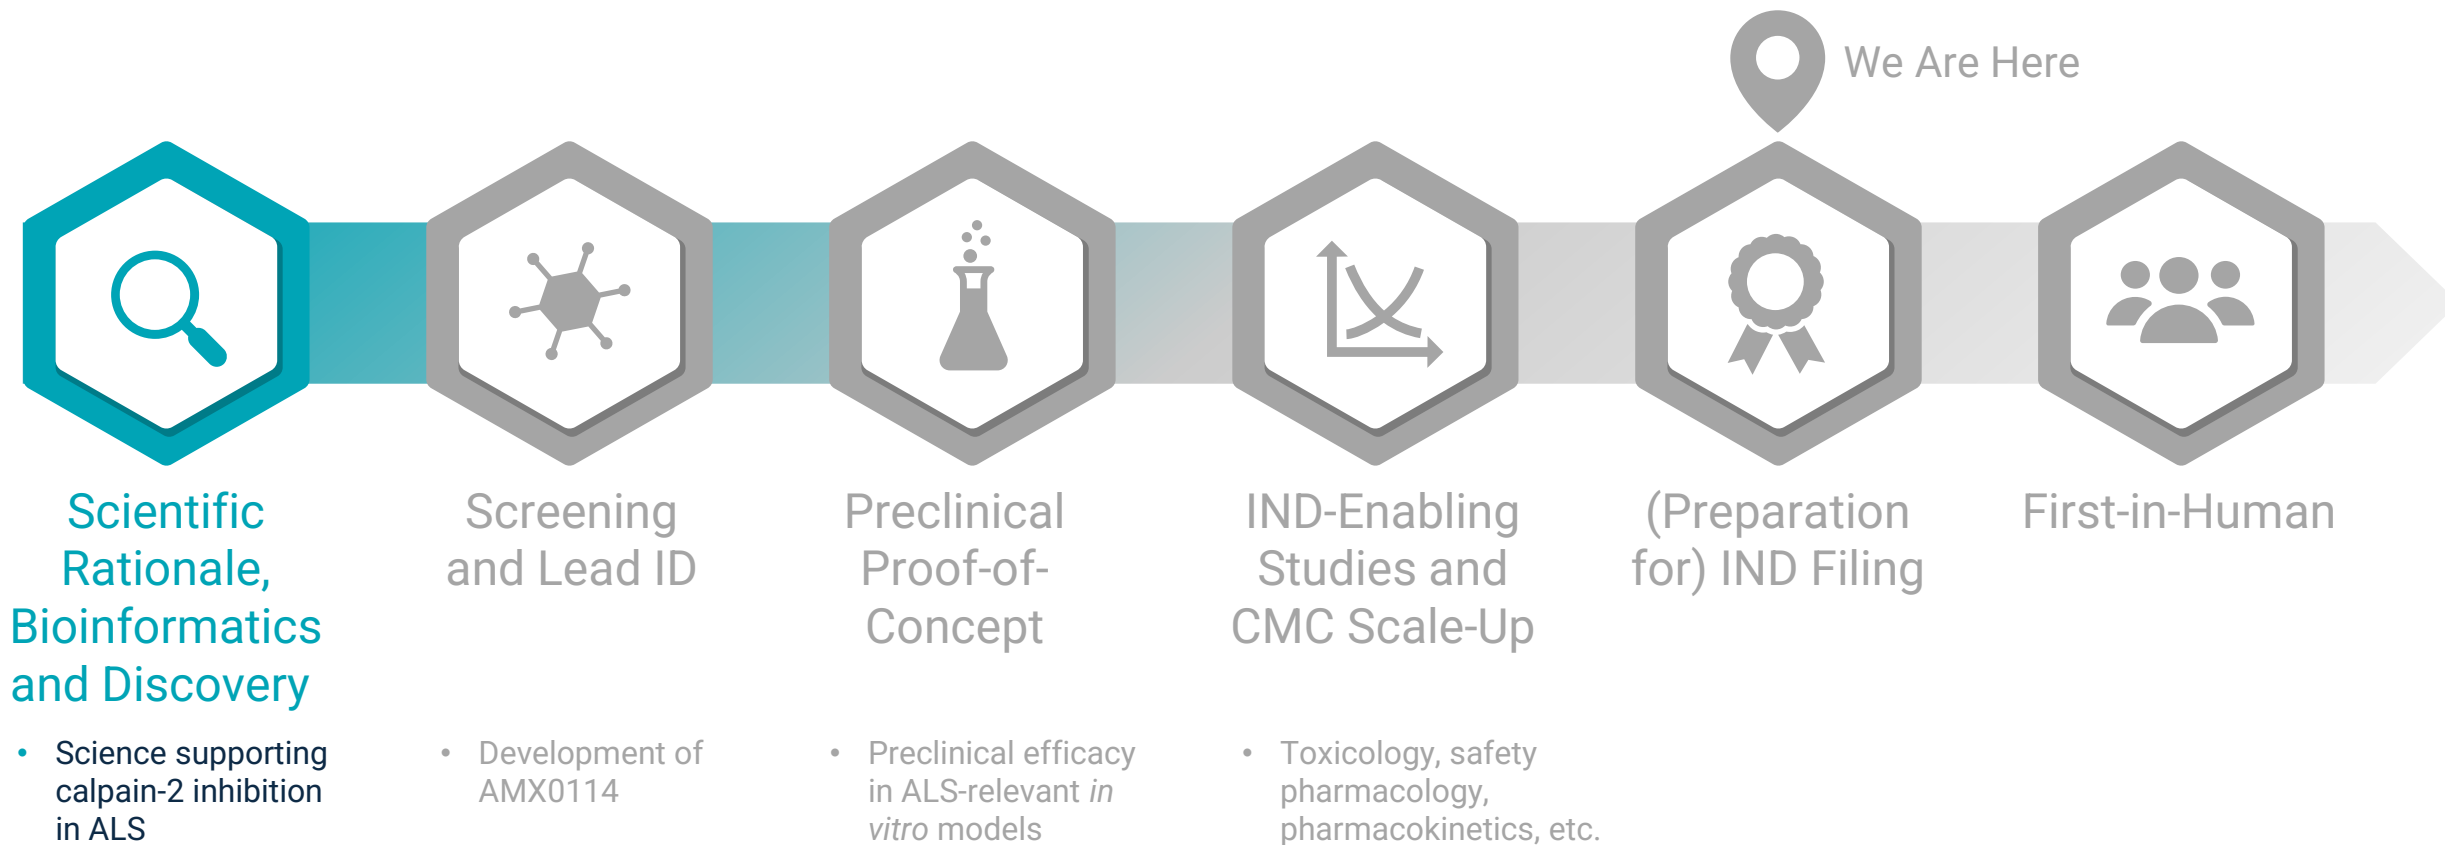 We Are Here
Scientific
Rationale,
Bioinformatics
and Discovery
• Science supporting
calpain-2 inhibition
in ALS
Screening
and Lead ID
• Development of
AMX0114
Preclinical
Proof-of-
Concept
• Preclinical efficacy
in ALS-relevant in
vitro models
IND-Enabling
Studies and
CMC Scale-Up
• Toxicology, safety
pharmacology,
pharmacokinetics, etc.
(Preparation
for) IND Filing
First-in-Human